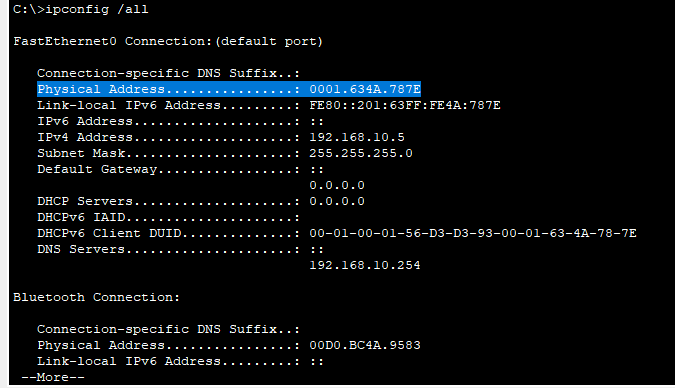 C:\>ipconfig /all
FastEthernet0 Connection:(default port)
Connection-specific DNS Suffix..:
Physical Address................: 0001.634A.787E
Link-local IPv6 Address.........: FE80::201:63FF:FE4A:787E
IPv6 Address....................: ::
IPv4 Address....................: 192.168.10.5
Subnet Mask.....................: 255.255.255.0
Default Gateway.................: ::
0.0.0.0
DHCP Servers....................: 0.0.0.0
DHCPv6 IAID.....................:
DHCPv6 Client DUID..............: 00-01-00-01-56-D3-D3-93-00-01-63-4A-78-7E
DNS Servers.....................: ::
192.168.10.254
Bluetooth Connection:
Connection-specific DNS Suffix..:
Physical Address................: 00D0.BC4A.9583
Link-local IPv6 Address.........: ::
--More--